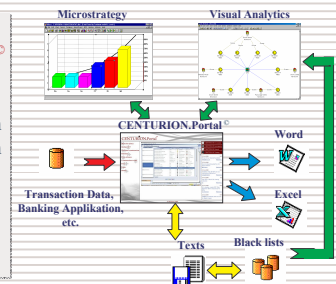 Microstrategy
Visual Analytics
CENTURION.Portal©
Word
Transaction Data,
Banking Applikation,
etc.
Excel
Texts
Black lists